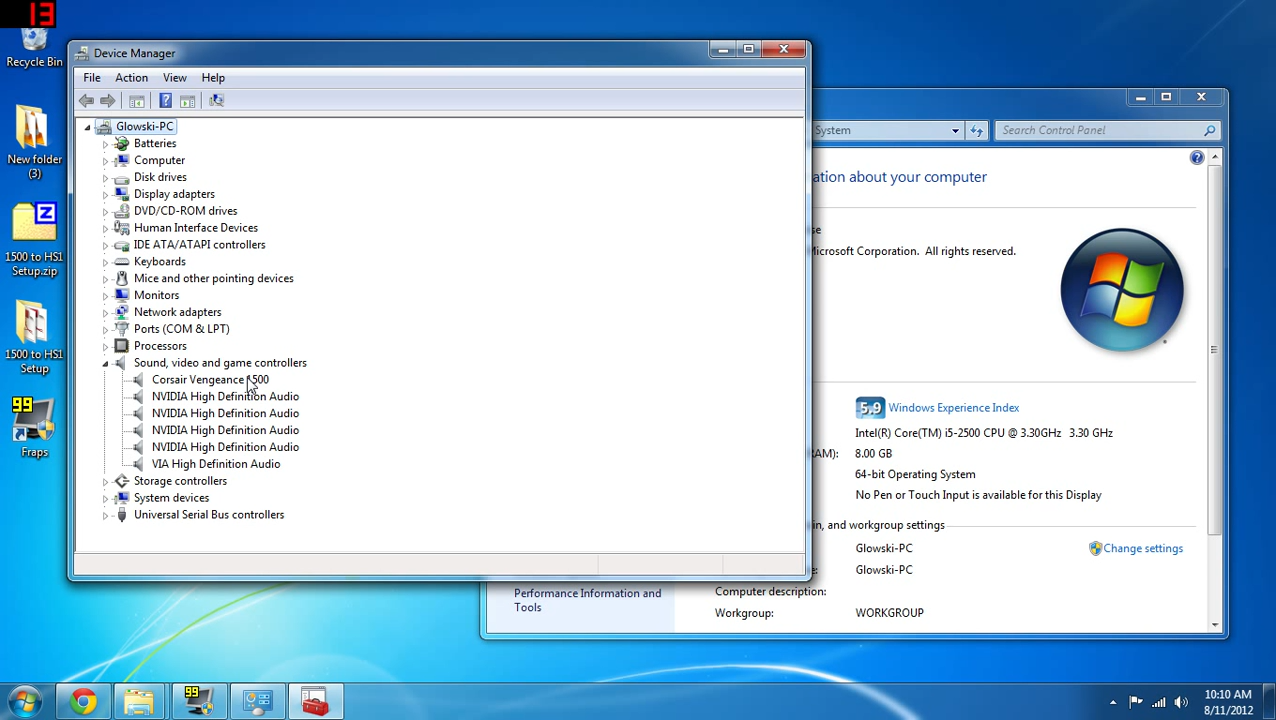 13
Recycle Bin
New folder
(3)
1500 to HS1
Setup.zip
1500 to HS1
Setup
99
Fraps
Device Manager
File Action View Help
Glowski-PC
Batteries
Computer
Disk drives
Display adapters
DVD/CD-ROM drives
Human Interface Devices
IDE ATA/ATAPI controllers
Keyboards
Mice and other pointing devices
Monitors
Network adapters
Ports (COM & LPT)
Processors
Sound, video and game controllers
Corsair Vengeance 1500
NVIDIA High Definition Audio
NVIDIA High Definition Audio
NVIDIA High Definition Audio
NVIDIA High Definition Audio
VIA High Definition Audio
Storage controllers
System devices
Universal Serial Bus controllers
System
Search Control Panel
ation about your computer
Microsoft Corporation. All rights reserved.
5.9 Windows Experience Index
Intel(R) Core(TM) i5-2500 CPU @ 3.30GHz 3.30 GHz
RAM): 8.00 GB
64-bit Operating System
No Pen or Touch Input is available for this Display
in, and workgroup settings
Glowski-PC
Change settings
Glowski-PC
Computer description:
Workgroup: WORKGROUP
Performance Information and
Tools
99
10:10 AM
8/11/2012